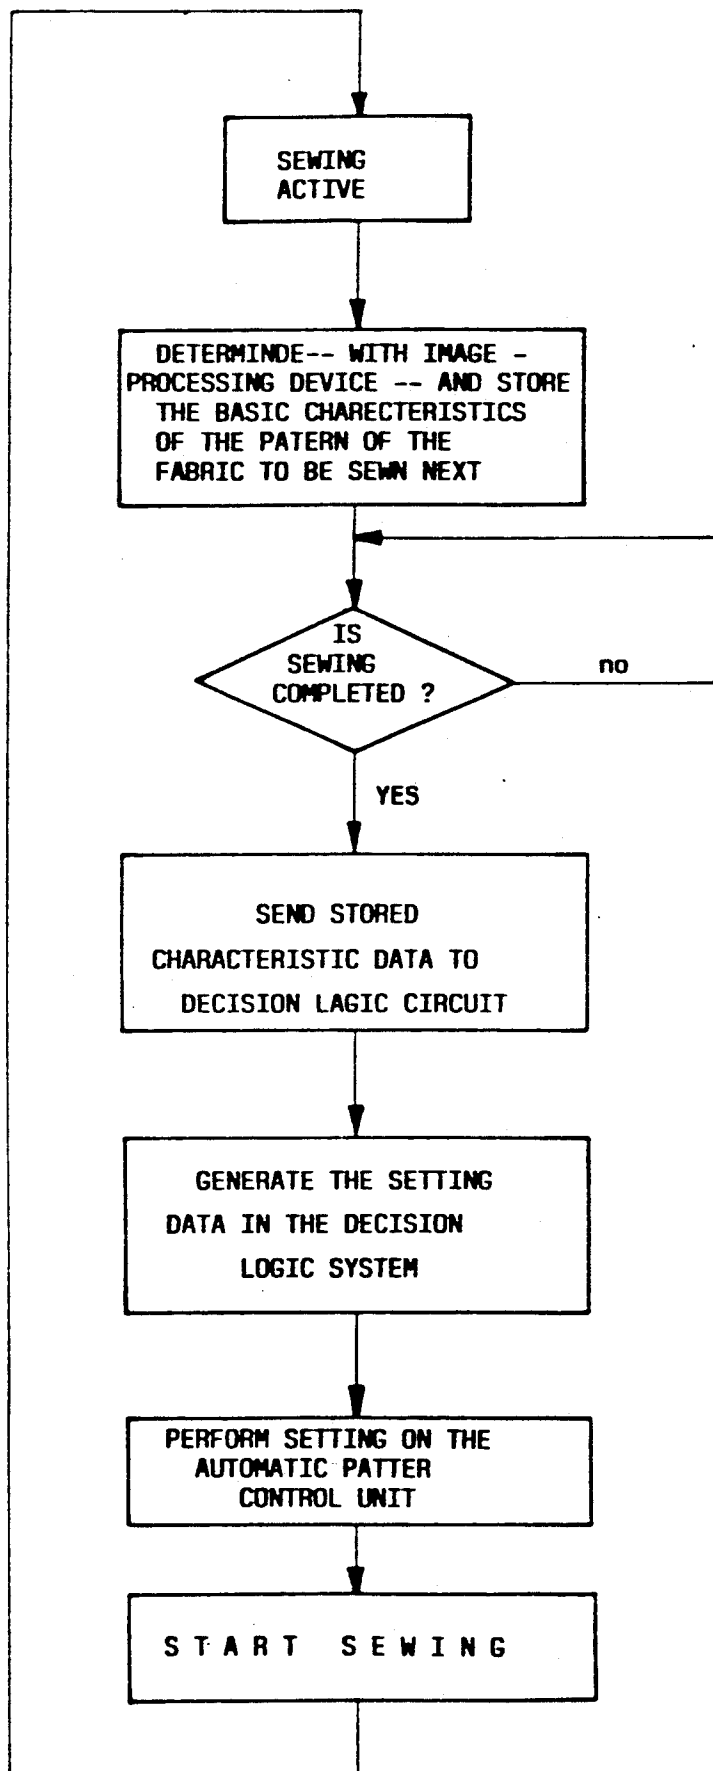 SEWING
ACTIVE
DETERMINDE-- WITH IMAGE -
PROCESSING DEVICE -- AND STORE
THE BASIC CHARECTERISTICS
OF THE PATERN OF THE
FABRIC TO BE SEWN NEXT
IS
SEWING
COMPLETED ?
no
YES
SEND STORED
CHARACTERISTIC DATA TO
DECISION LAGIC CIRCUIT
GENERATE THE SETTING
DATA IN THE DECISION
LOGIC SYSTEM
PERFORM SETTING ON THE
AUTOMATIC PATTER
CONTROL UNIT
START SEWING